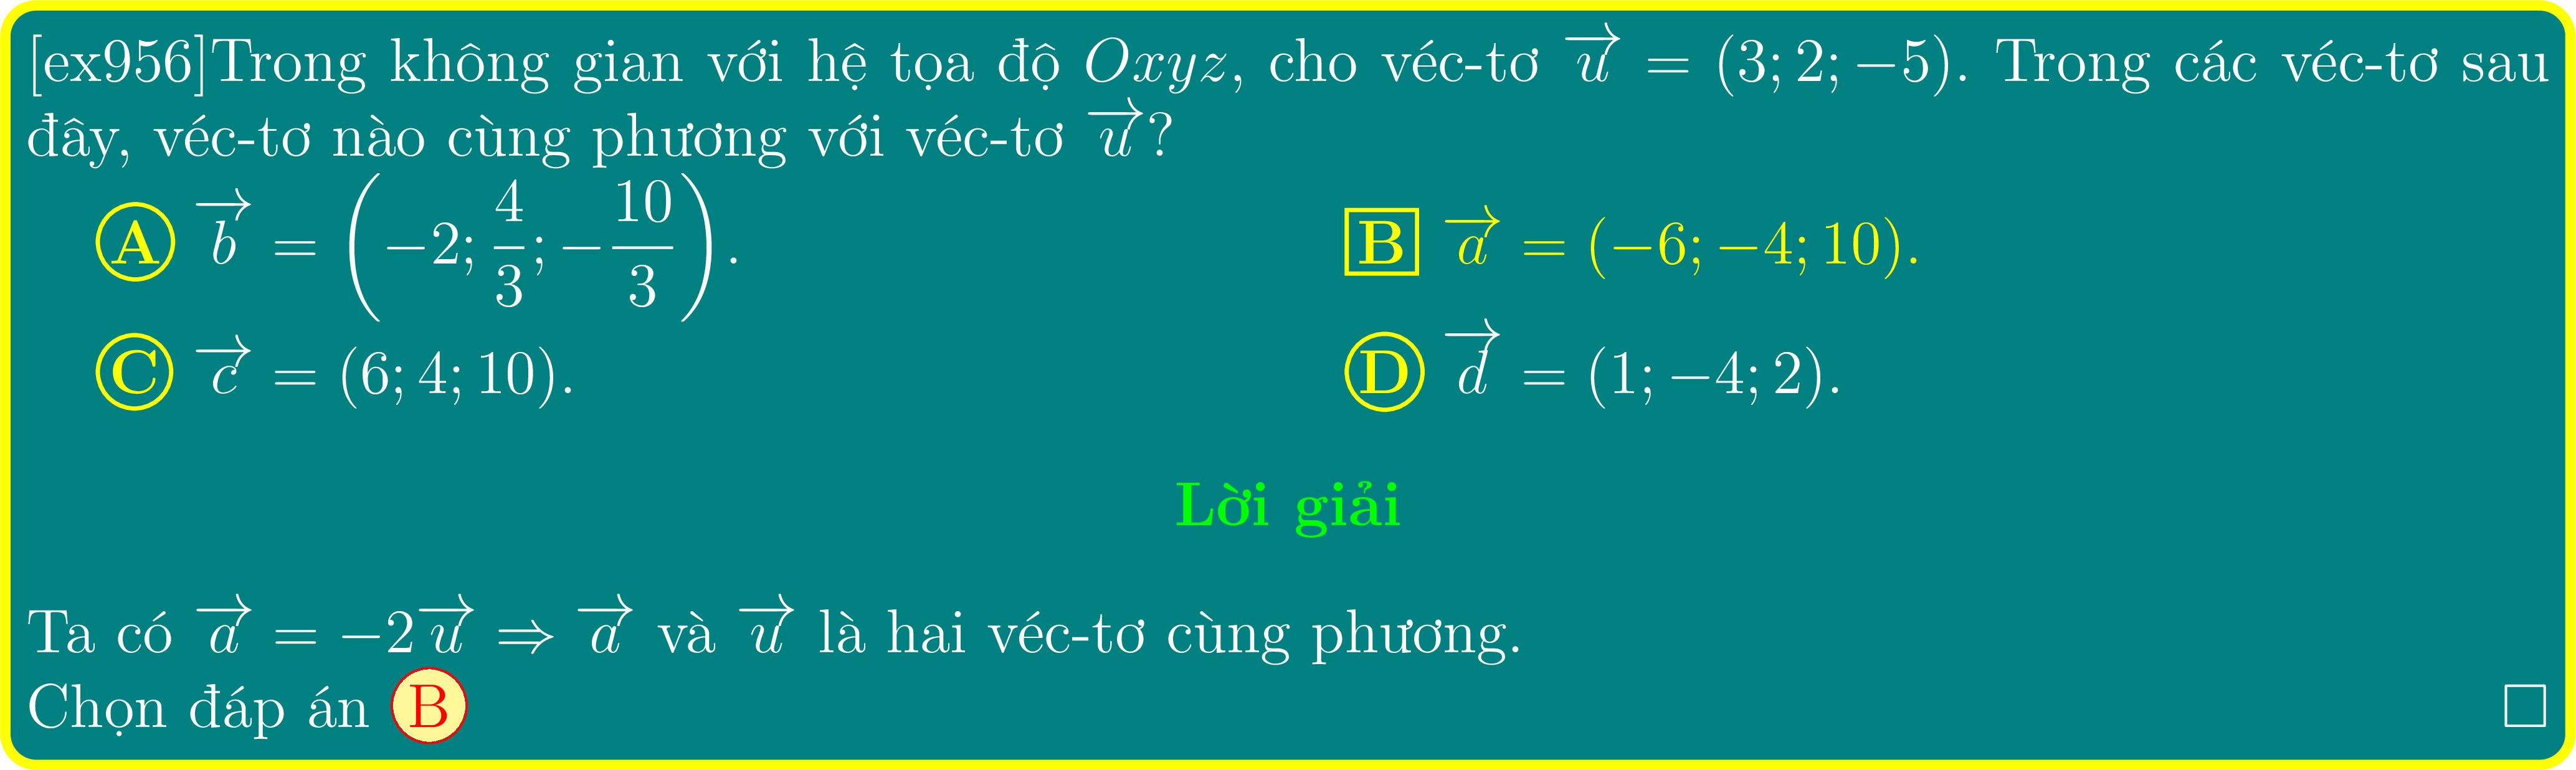 [ex956]Trong không gian với hệ tọa độ $Oxyz$, cho véc-tơ $\overrightarrow{u} = (3; 2; -5)$. Trong các véc-tơ sau
đây, véc-tơ nào cùng phương với véc-tơ $\overrightarrow{u}$?
A $\overrightarrow{b} = \left(-2; \dfrac{4}{3}; -\dfrac{10}{3}\right)$. B $\overrightarrow{a} = (-6; -4; 10)$.
C $\overrightarrow{c} = (6; 4; 10)$. D $\overrightarrow{d} = (1; -4; 2)$.
Lời giải
Ta có $\overrightarrow{a} = -2\overrightarrow{u} \Rightarrow \overrightarrow{a}$ và $\overrightarrow{u}$ là hai véc-tơ cùng phương.
Chọn đáp án B □